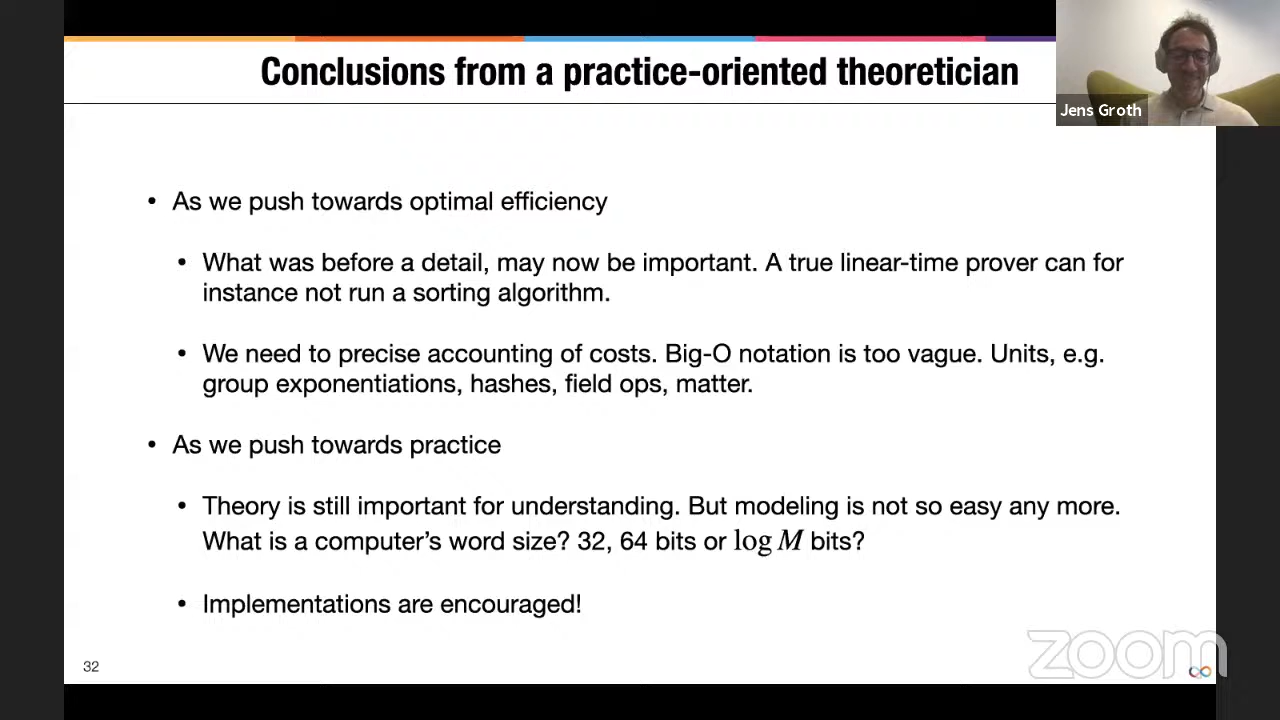 Conclusions from a practice-oriented theoretician
Jens Groth
• As we push towards optimal efficiency
• What was before a detail, may now be important. A true linear-time prover can for
instance not run a sorting algorithm.
• We need to precise accounting of costs. Big-O notation is too vague. Units, e.g.
group exponentiations, hashes, field ops, matter.
• As we push towards practice
• Theory is still important for understanding. But modeling is not so easy any more.
What is a computer’s word size? 32, 64 bits or log M bits?
• Implementations are encouraged!
32
zoom